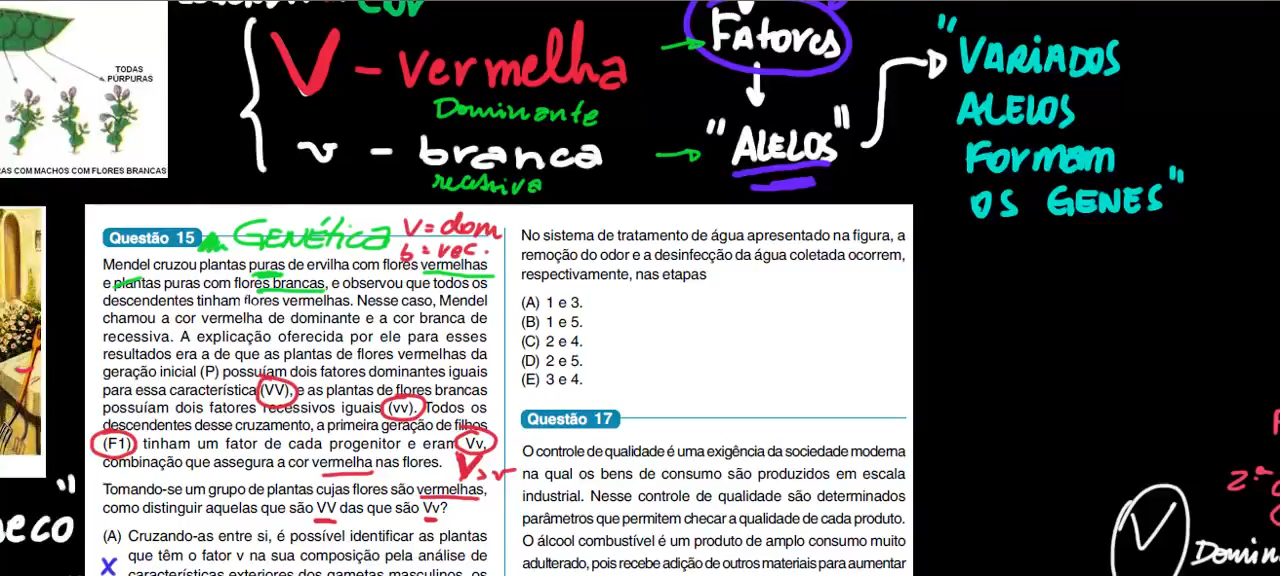 COR
V - Vermelha
Dominante
v - branca
recessiva
Fatores
"ALELOS"
"VARIADOS
ALELOS
Formam
OS GENES"
TODAS
PÚRPURAS
RAS COM MACHOS COM FLORES BRANCAS
Questão 15
GENÉTICA
V = dom
b = rec.
Mendel cruzou plantas puras de ervilha com flores vermelhas
e plantas puras com flores brancas, e observou que todos os
descendentes tinham flores vermelhas. Nesse caso, Mendel
chamou a cor vermelha de dominante e a cor branca de
recessiva. A explicação oferecida por ele para esses
resultados era a de que as plantas de flores vermelhas da
geração inicial (P) possuíam dois fatores dominantes iguais
para essa característica (VV), e as plantas de flores brancas
possuíam dois fatores recessivos iguais (vv). Todos os
descendentes desse cruzamento, a primeira geração de filhos
(F1) tinham um fator de cada progenitor e eram Vv,
combinação que assegura a cor vermelha nas flores.
V>v
Tomando-se um grupo de plantas cujas flores são vermelhas,
como distinguir aquelas que são VV das que são Vv?
(A) Cruzando-as entre si, é possível identificar as plantas
que têm o fator v na sua composição pela análise de
X características exteriores dos gametas masculinos, os
No sistema de tratamento de água apresentado na figura, a
remoção do odor e a desinfecção da água coletada ocorrem,
respectivamente, nas etapas
(A) 1 e 3.
(B) 1 e 5.
(C) 2 e 4.
(D) 2 e 5.
(E) 3 e 4.
Questão 17
O controle de qualidade é uma exigência da sociedade moderna
na qual os bens de consumo são produzidos em escala
industrial. Nesse controle de qualidade são determinados
parâmetros que permitem checar a qualidade de cada produto.
O álcool combustível é um produto de amplo consumo muito
adulterado, pois recebe adição de outros materiais para aumentar
eco"
2ª
V
Domin